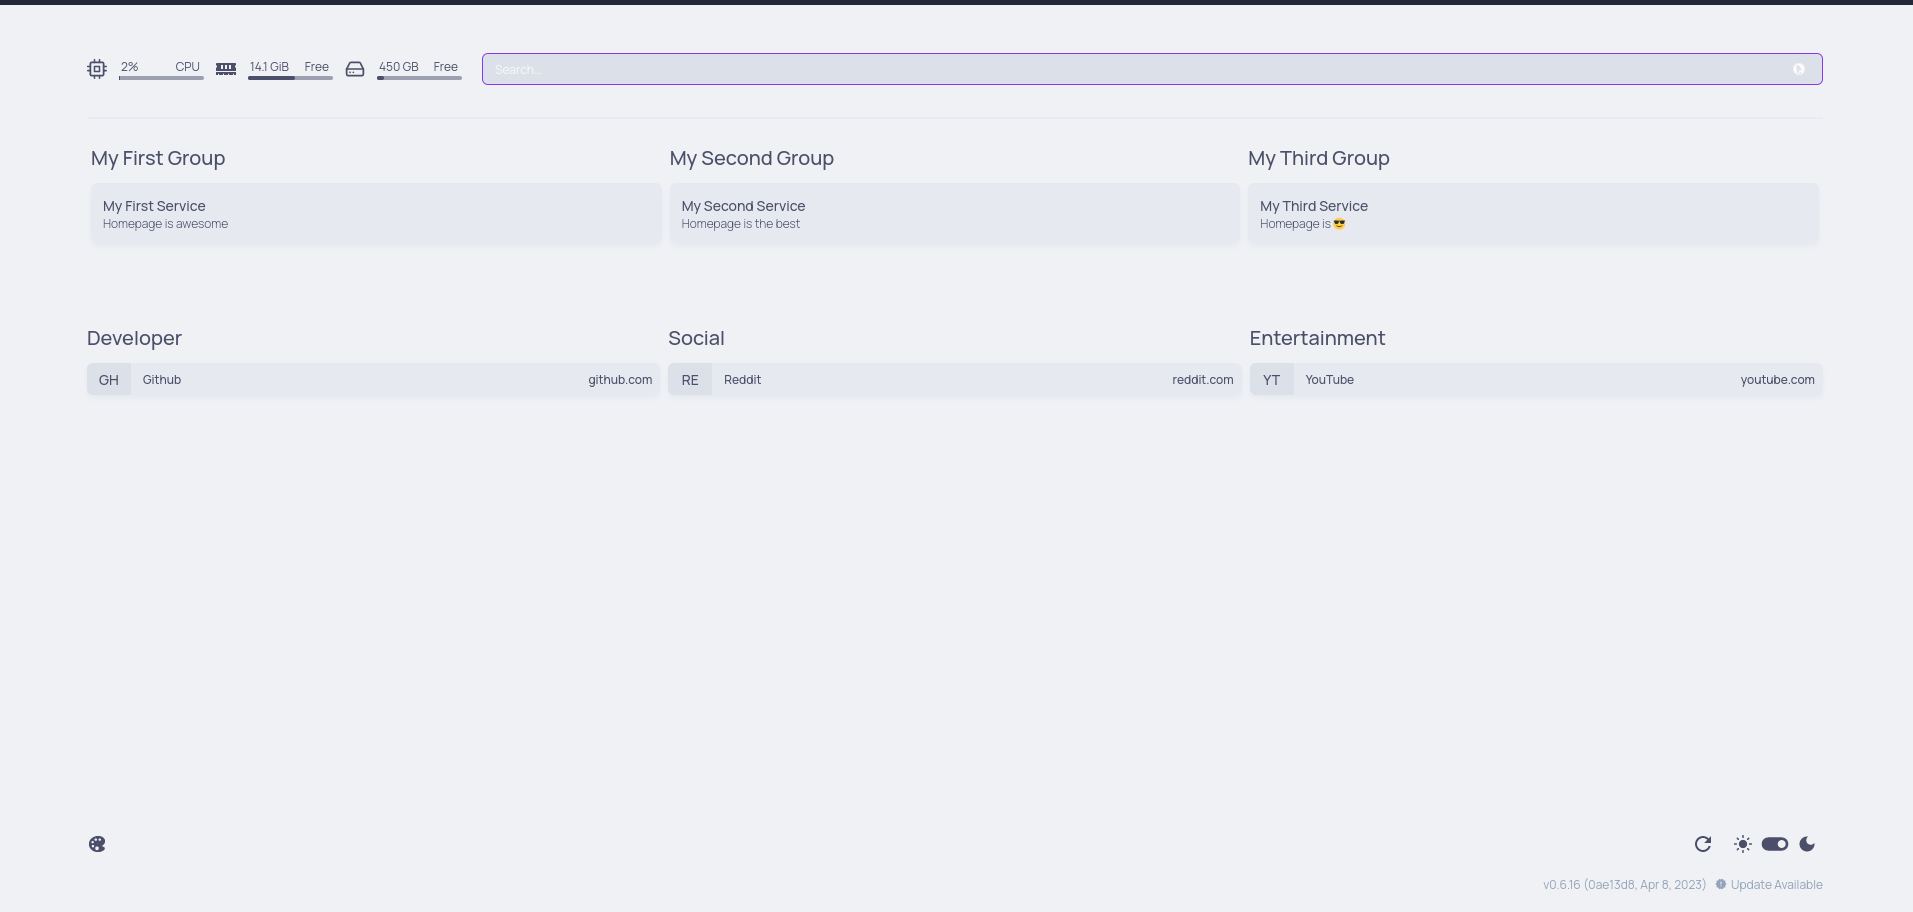 2% CPU 14.1 GiB Free 450 GB Free Search...
My First Group
My First Service
Homepage is awesome
My Second Group
My Second Service
Homepage is the best
My Third Group
My Third Service
Homepage is 😎
Developer
GH Github github.com
Social
RE Reddit reddit.com
Entertainment
YT YouTube youtube.com
v0.6.16 (0ae13d8, Apr 8, 2023) Update Available